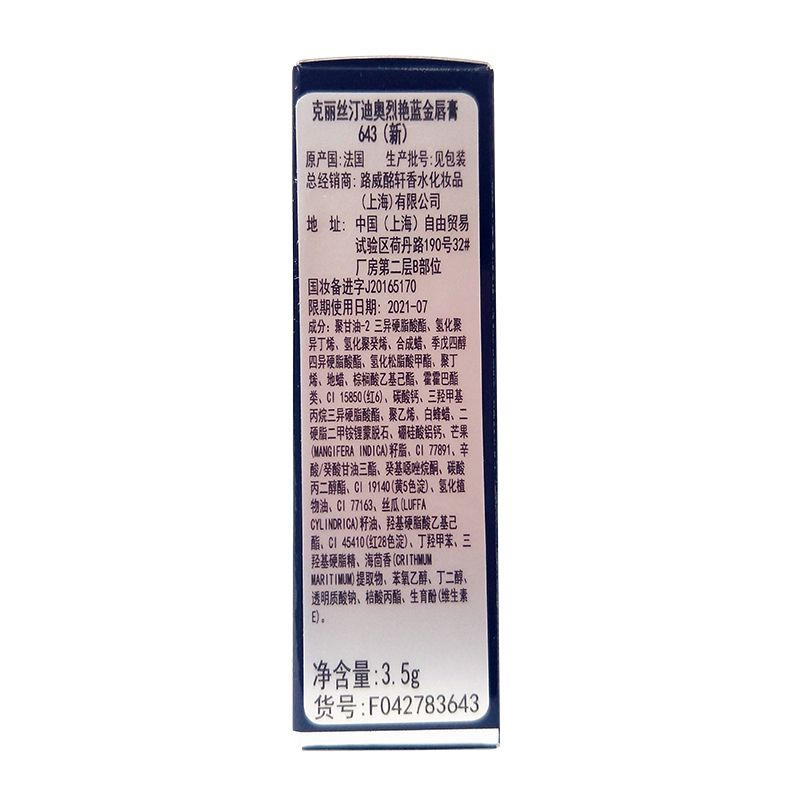 克丽丝汀迪奥烈艳蓝金唇膏
643 (新)
原产国:法国 生产批号:见包装
总经销商: 路威酩轩香水化妆品
(上海)有限公司
地 址: 中国 (上海) 自由贸易
试验区荷丹路190号32#
厂房第二层B部位
国妆备进字J20165170
限期使用日期: 2021-07
成分: 聚甘油-2 三异硬脂酸酯、氢化聚
异丁烯、氢化聚癸烯、合成蜡、季戊四醇
四异硬脂酸酯、氢化松脂酸甲酯、聚丁
烯、地蜡、棕榈酸乙基己酯、霍霍巴酯
类、CI 15850(红6)、碳酸钙、三羟甲基
丙烷三异硬脂酸酯、聚乙烯、白蜂蜡、二
硬脂二甲铵锂蒙脱石、硼硅酸铝钙、芒果
(MANGIFERA INDICA)籽脂、CI 77891、辛
酸/癸酸甘油三酯、癸基噁唑烷酮、碳酸
丙二醇酯、CI 19140(黄5色淀)、氢化植
物油、CI 77163、丝瓜(LUFFA
CYLINDRICA)籽油、羟基硬脂酸乙基己
酯、CI 45410(红28色淀)、丁羟甲苯、三
羟基硬脂精、海茴香(CRITHMUM
MARITIMUM)提取物、苯氧乙醇、丁二醇、
透明质酸钠、棓酸丙酯、生育酚(维生素
E)。
净含量:3.5g
货号:F042783643